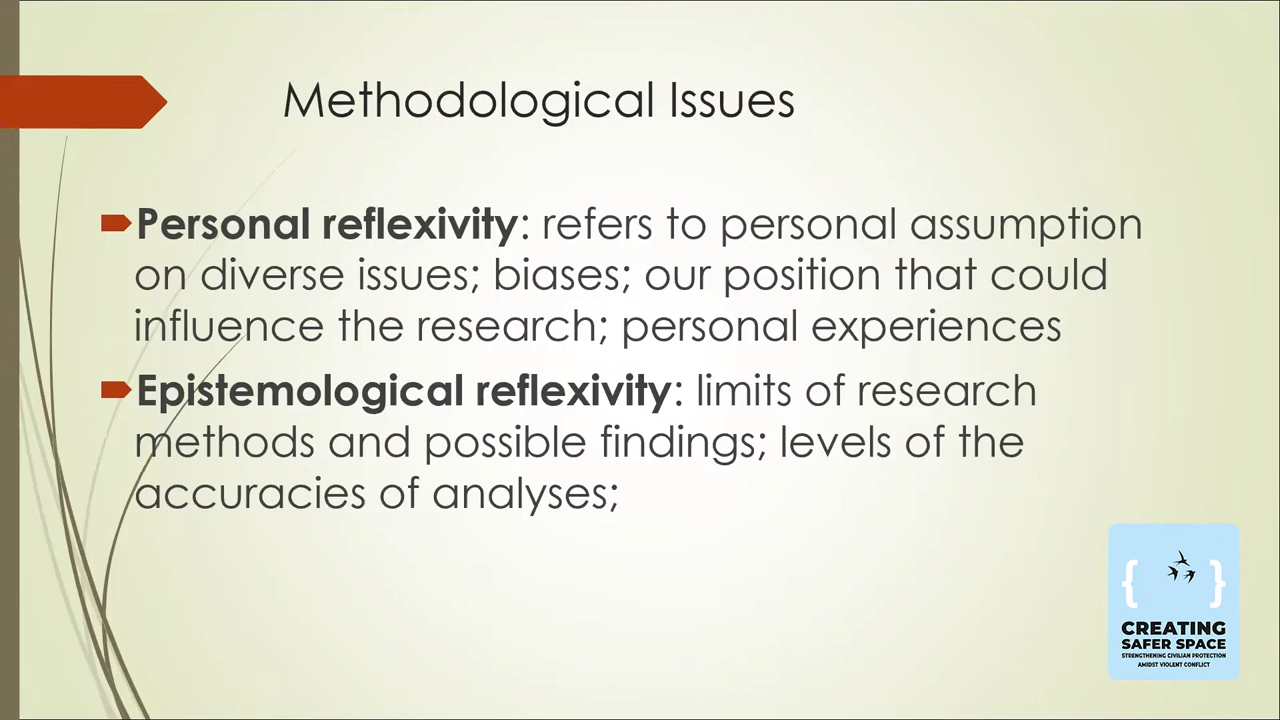 Methodological Issues
Personal reflexivity: refers to personal assumption
on diverse issues; biases; our position that could
influence the research; personal experiences
Epistemological reflexivity: limits of research
methods and possible findings; levels of the
accuracies of analyses;
{ }
CREATING
SAFER SPACE
STRENGTHENING CIVILIAN PROTECTION
AMIDST VIOLENT CONFLICT